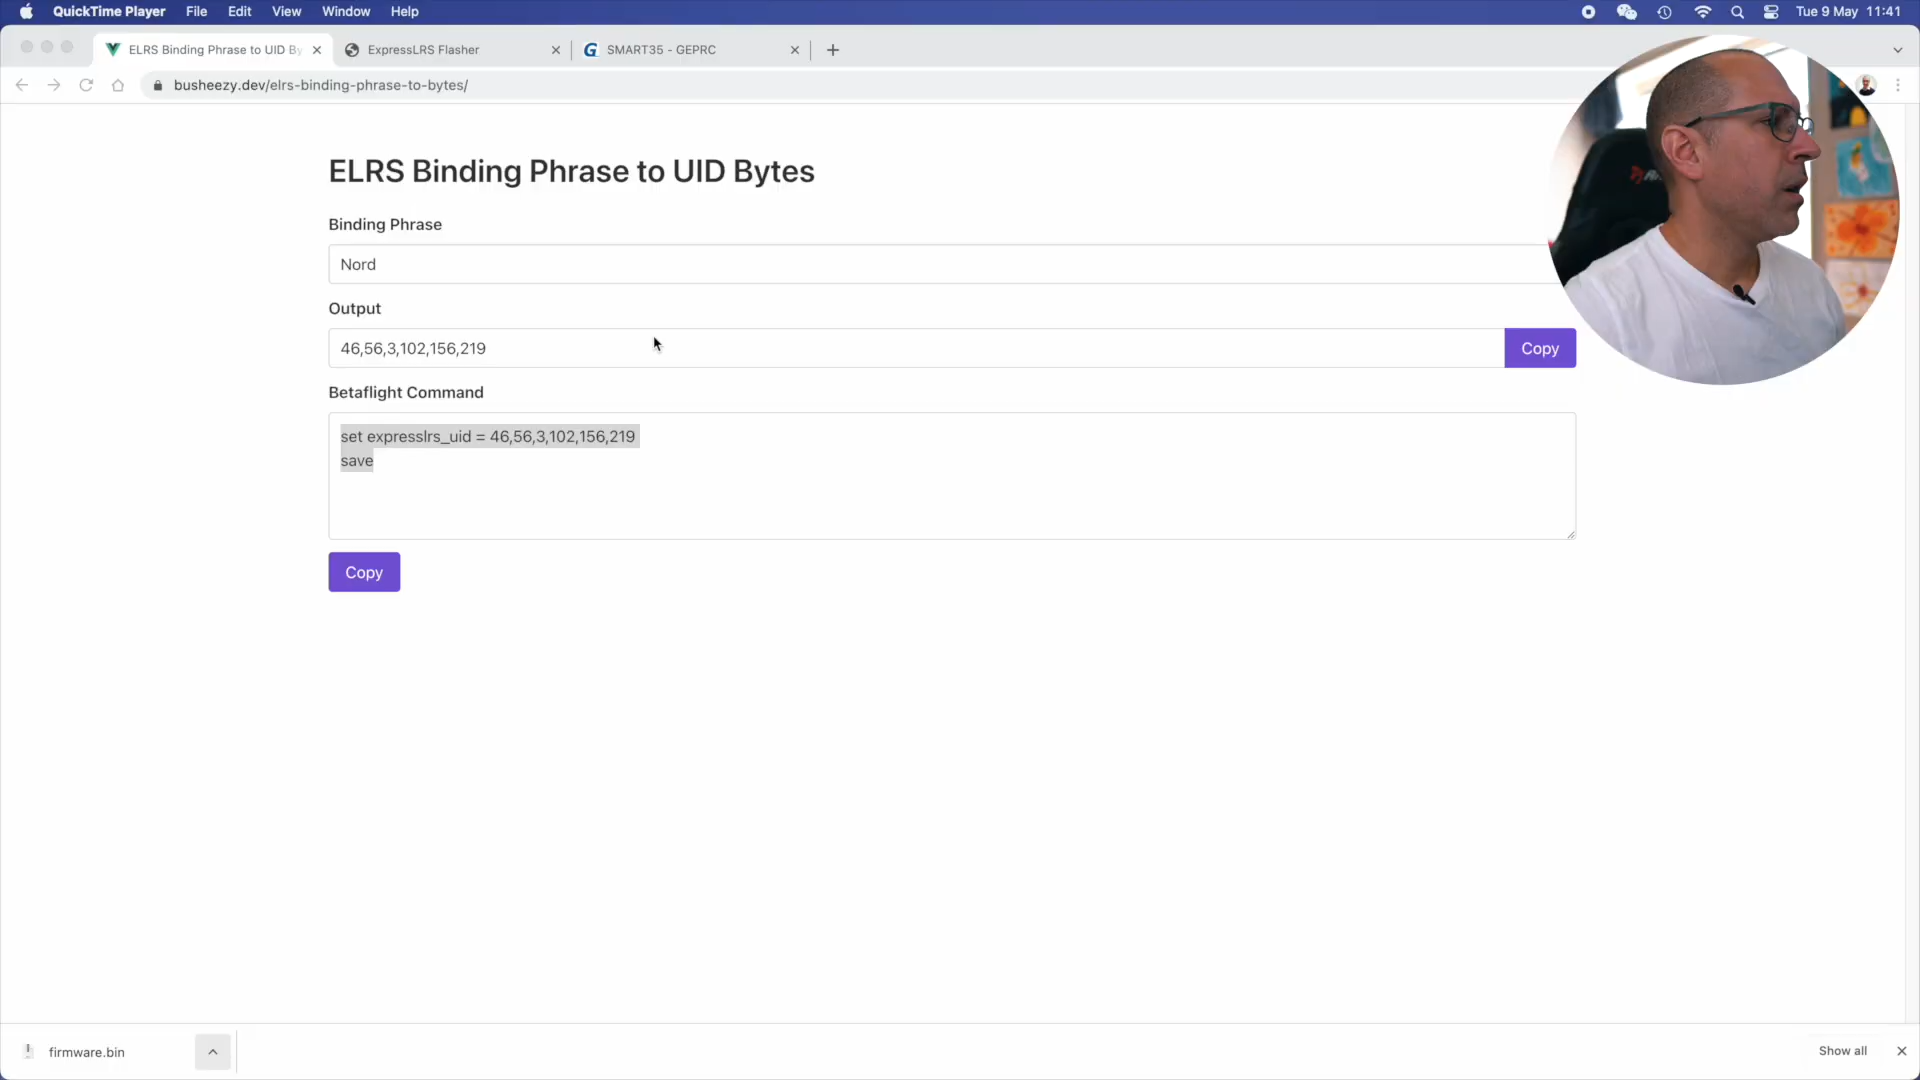 QuickTime Player File Edit View Window Help Tue 9 May 11:41
ELRS Binding Phrase to UID By ExpressLRS Flasher SMART35 - GEPRC
busheezy.dev/elrs-binding-phrase-to-bytes/
ELRS Binding Phrase to UID Bytes
Binding Phrase
Nord
Output
46,56,3,102,156,219
Copy
Betaflight Command
set expresslrs_uid = 46,56,3,102,156,219
save
Copy
firmware.bin
Show all